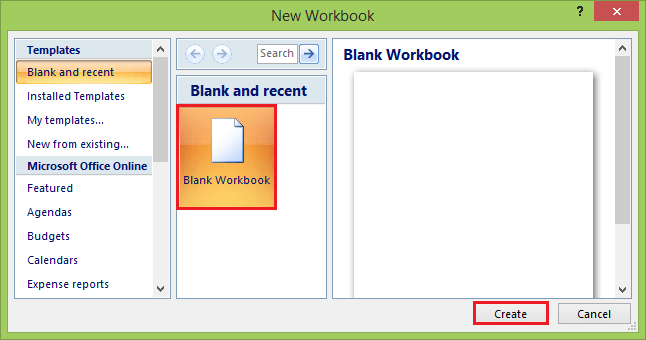 New Workbook
?
Templates
Blank and recent
Installed Templates
My templates...
New from existing...
Microsoft Office Online
Featured
Agendas
Budgets
Calendars
Expense reports
Search
Blank and recent
Blank Workbook
Blank Workbook
Create
Cancel